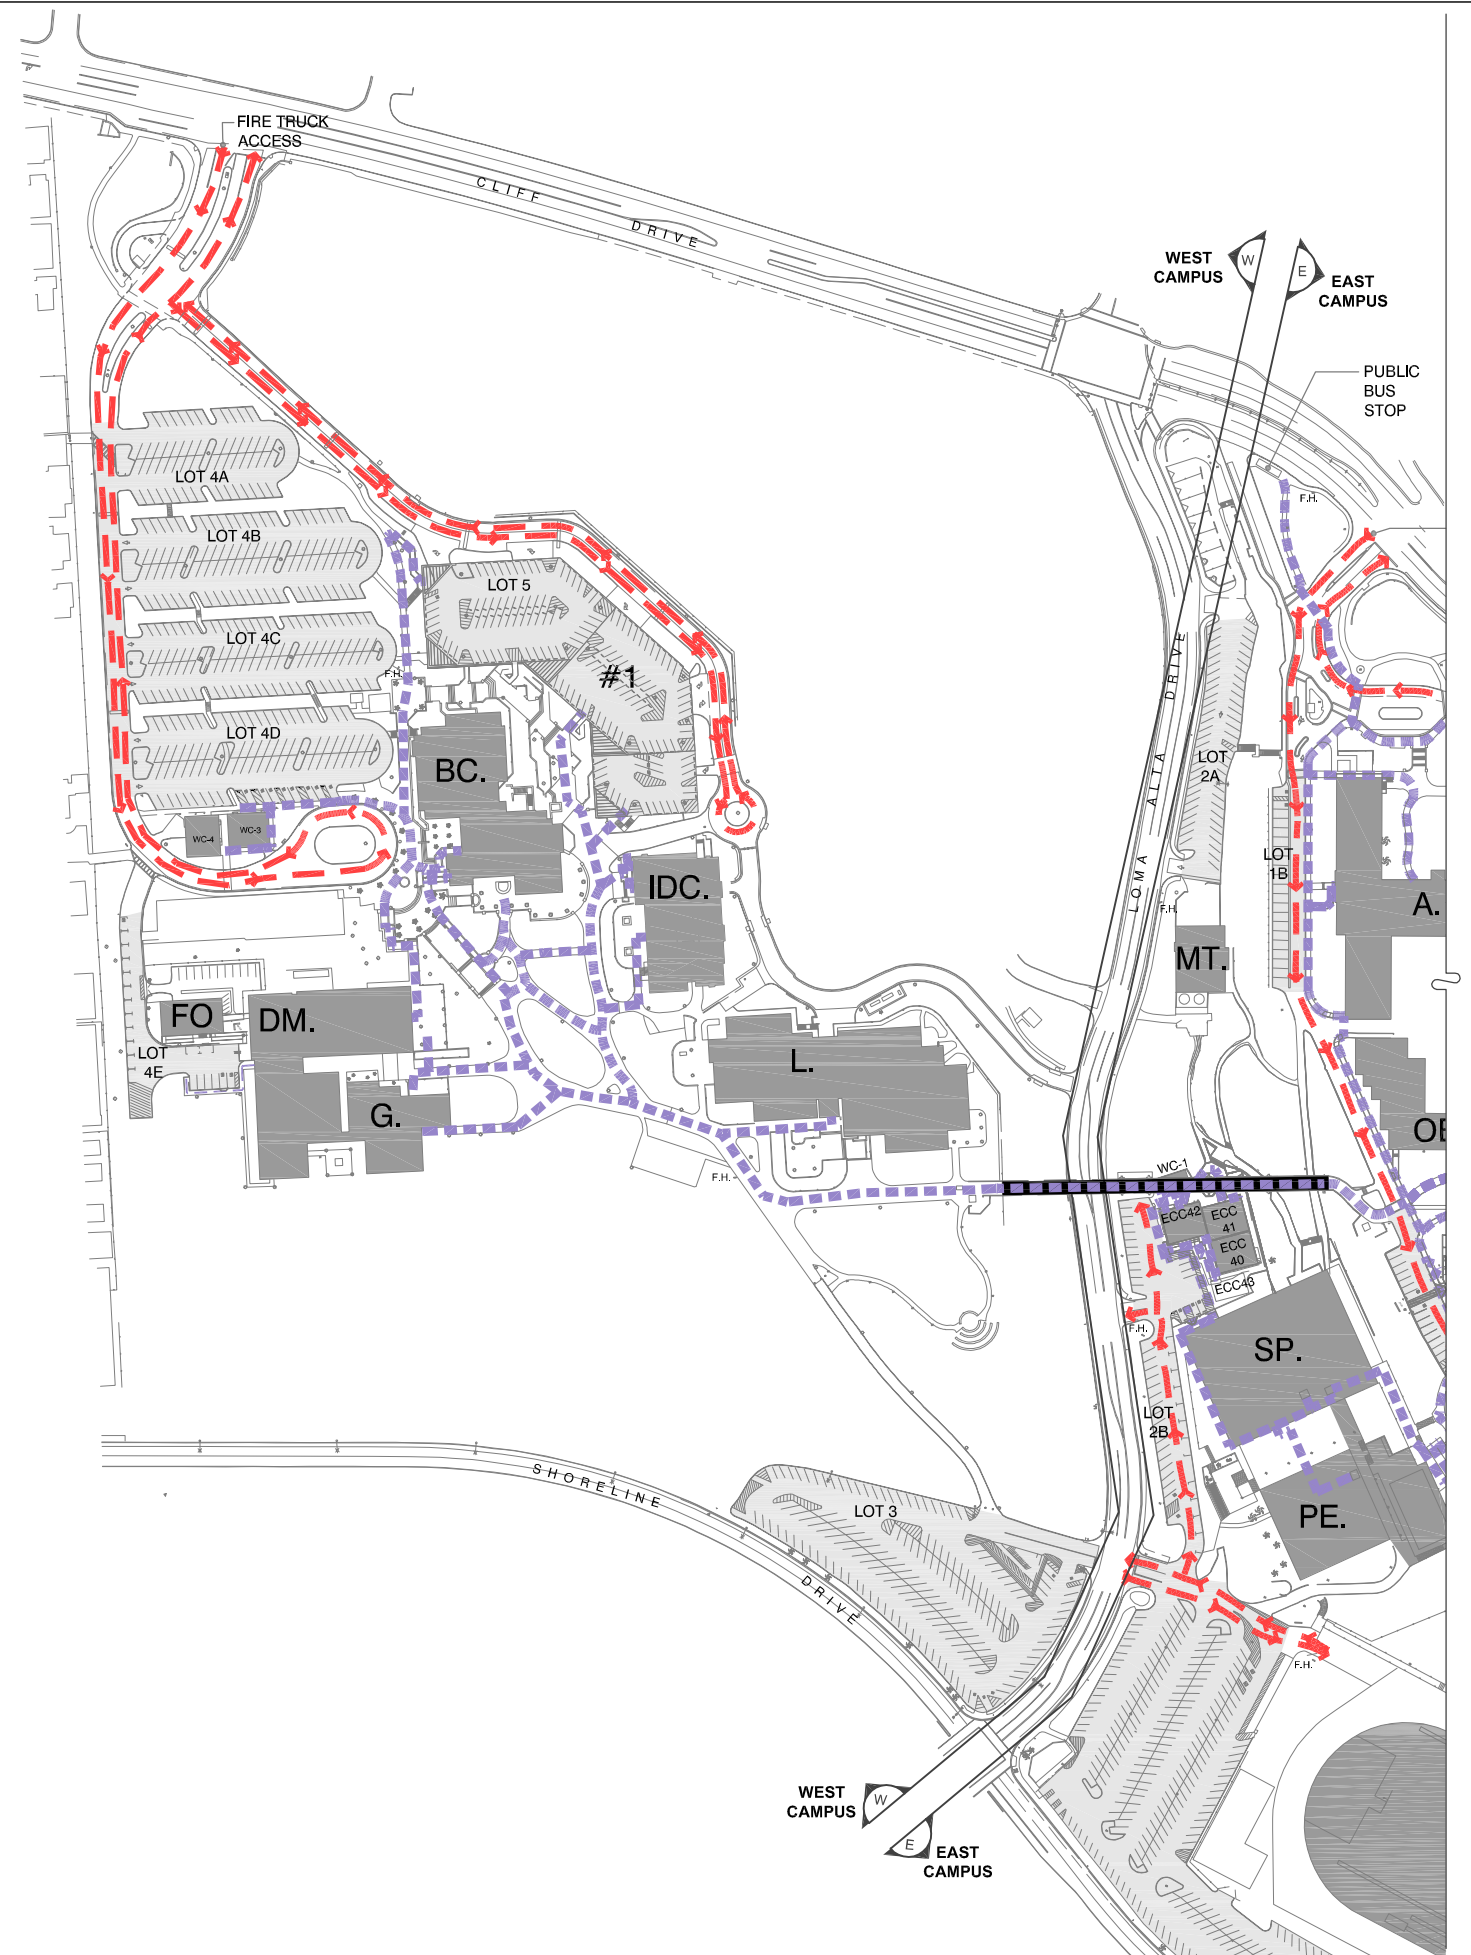 FIRE TRUCK
ACCESS
CLIFF
DRIVE
WEST
CAMPUS
W
E
EAST
CAMPUS
PUBLIC
BUS
STOP
F.H.
LOT 4A
LOT 4B
LOT 5
LOT 4C
F.H.
#1
LOT 4D
BC.
LOMA ALTA DRIVE
LOT
2A
WC-4
WC-3
LOT
1B
IDC.
A.
F.H.
MT.
FO
DM.
LOT
4E
L.
G.
OE
F.H.
WC-1
ECC42
ECC
41
ECC
40
ECC43
F.H.
SP.
LOT
2B
SHORELINE
DRIVE
LOT 3
PE.
F.H.
WEST
CAMPUS
W
E
EAST
CAMPUS